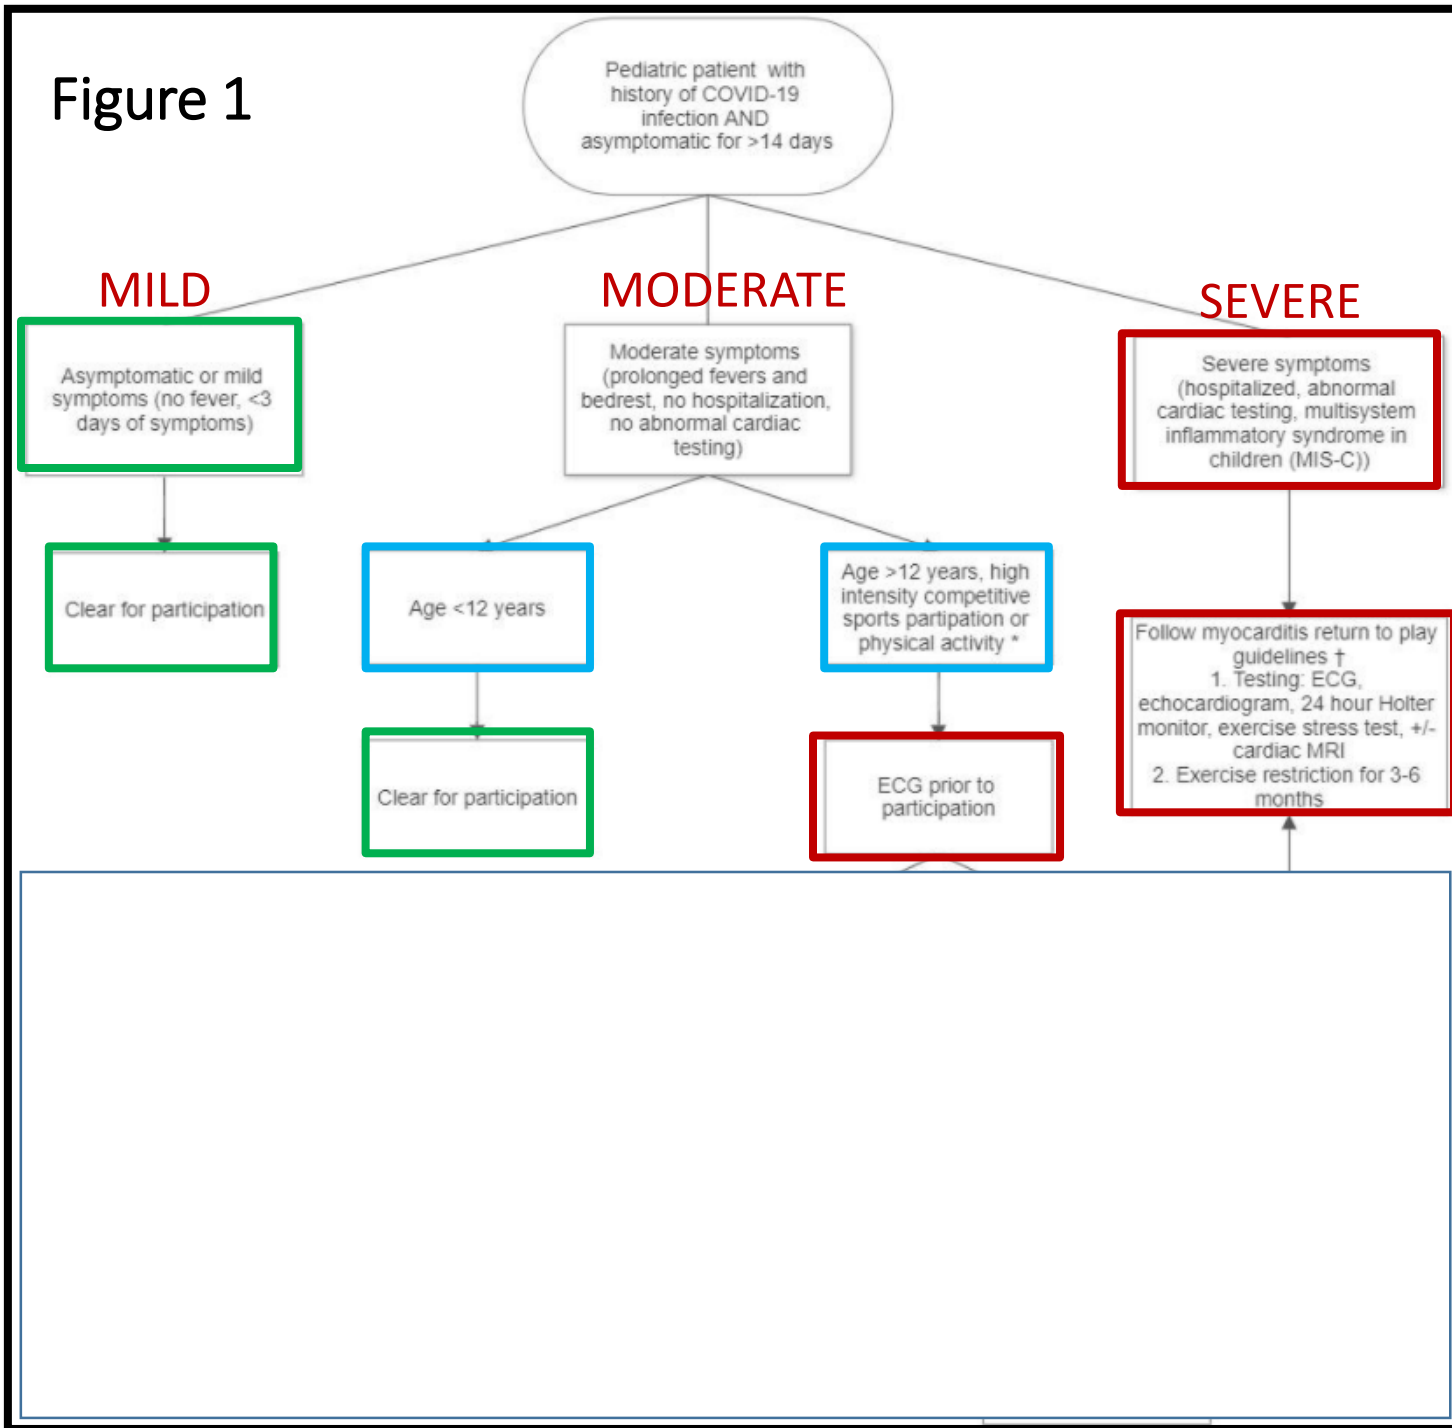 Figure 1
Pediatric patient with
history of COVID-19
infection AND
asymptomatic for >14 days
MILD
MODERATE
SEVERE
Asymptomatic or mild
symptoms (no fever, <3
days of symptoms)
Moderate symptoms
(prolonged fevers and
bedrest, no hospitalization,
no abnormal cardiac
testing)
Severe symptoms
(hospitalized, abnormal
cardiac testing, multisystem
inflammatory syndrome in
children (MIS-C))
Clear for participation
Age <12 years
Age >12 years, high
intensity competitive
sports partipation or
physical activity *
Follow myocarditis return to play
guidelines †
1. Testing: ECG,
echocardiogram, 24 hour Holter
monitor, exercise stress test, +/-
cardiac MRI
2. Exercise restriction for 3-6
months
Clear for participation
ECG prior to
participation